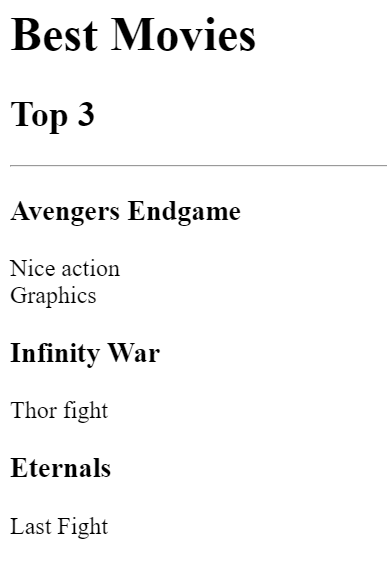 Best Movies
Top 3
Avengers Endgame
Nice action
Graphics
Infinity War
Thor fight
Eternals
Last Fight